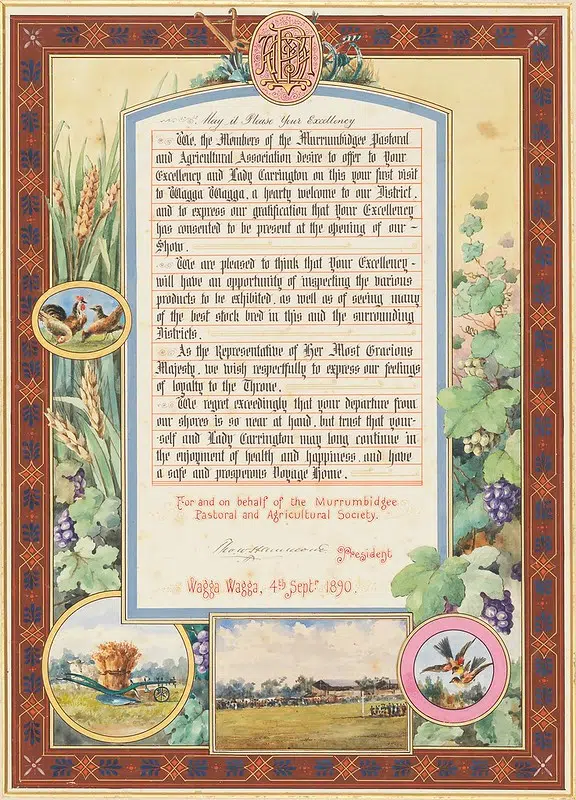 May it Please Your Excellency
We, the Members of the Murrumbidgee Pastoral
and Agricultural Association desire to offer to Your
Excellency and Lady Carrington on this your first visit
to Wagga Wagga, a hearty welcome to our District,
and to express our gratification that Your Excellency
has consented to be present at the opening of our -
Show.
We are pleased to think that Your Excellency -
will have an opportunity of inspecting the various
products to be exhibited, as well as of seeing many
of the best stock bred in this and the surrounding
Districts.
As the Representative of Her Most Gracious
Majesty, we wish respectfully to express our feelings
of loyalty to the Throne.
We regret exceedingly that your departure from
our shores is so near at hand, but trust that your-
self and Lady Carrington may long continue in
the enjoyment of health and happiness, and have
a safe and prosperous Voyage Home.
For and on behalf of the Murrumbidgee
Pastoral and Agricultural Society.
President
Wagga Wagga, 4th Septr 1890.